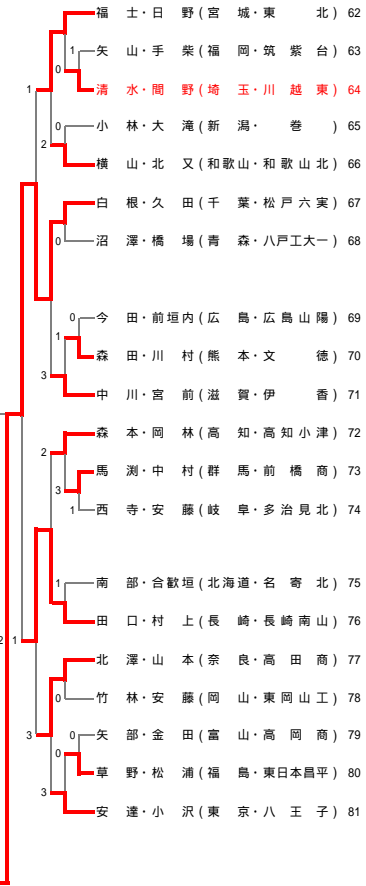 福士・日野(宮城・東北) 62
1
矢山・手柴(福岡・筑紫台) 63
0
1
清水・間野(埼玉・川越東) 64
0
小林・大滝(新潟・巻) 65
2
横山・北又(和歌山・和歌山北) 66
白根・久田(千葉・松戸六実) 67
0
沼澤・橋場(青森・八戸工大一) 68
0
今田・前垣内(広島・広島山陽) 69
1
森田・川村(熊本・文徳) 70
3
中川・宮前(滋賀・伊香) 71
森本・岡林(高知・高知小津) 72
2
馬渕・中村(群馬・前橋商) 73
3
1
西寺・安藤(岐阜・多治見北) 74
1
南部・合歓垣(北海道・名寄北) 75
田口・村上(長崎・長崎南山) 76
2 1
北澤・山本(奈良・高田商) 77
0
竹林・安藤(岡山・東岡山工) 78
3
0
矢部・金田(富山・高岡商) 79
0
草野・松浦(福島・東日本昌平) 80
3
安達・小沢(東京・八王子) 81